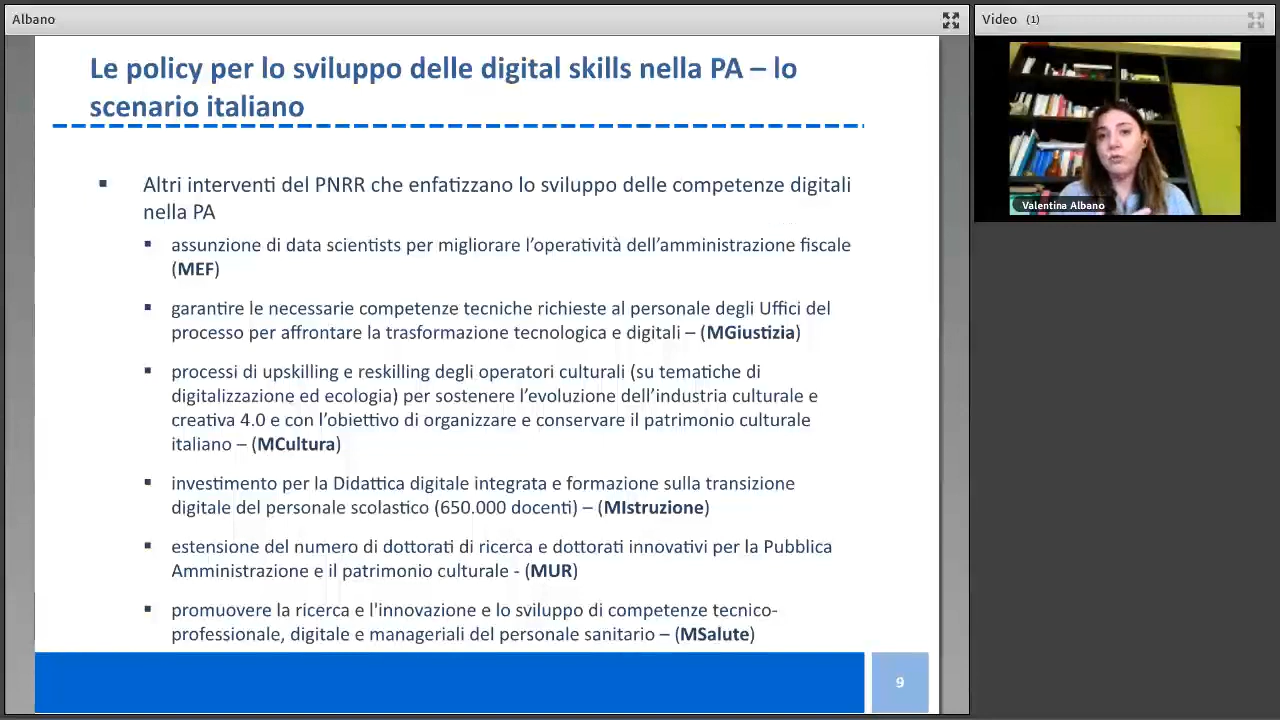 Albano
Video (1)
Le policy per lo sviluppo delle digital skills nella PA – lo
scenario italiano
Valentina Albano
▪ Altri interventi del PNRR che enfatizzano lo sviluppo delle competenze digitali
nella PA
▪ assunzione di data scientists per migliorare l’operatività dell’amministrazione fiscale
(MEF)
▪ garantire le necessarie competenze tecniche richieste al personale degli Uffici del
processo per affrontare la trasformazione tecnologica e digitali – (MGiustizia)
▪ processi di upskilling e reskilling degli operatori culturali (su tematiche di
digitalizzazione ed ecologia) per sostenere l’evoluzione dell’industria culturale e
creativa 4.0 e con l’obiettivo di organizzare e conservare il patrimonio culturale
italiano – (MCultura)
▪ investimento per la Didattica digitale integrata e formazione sulla transizione
digitale del personale scolastico (650.000 docenti) – (MIstruzione)
▪ estensione del numero di dottorati di ricerca e dottorati innovativi per la Pubblica
Amministrazione e il patrimonio culturale - (MUR)
▪ promuovere la ricerca e l'innovazione e lo sviluppo di competenze tecnico-
professionale, digitale e manageriali del personale sanitario – (MSalute)
9